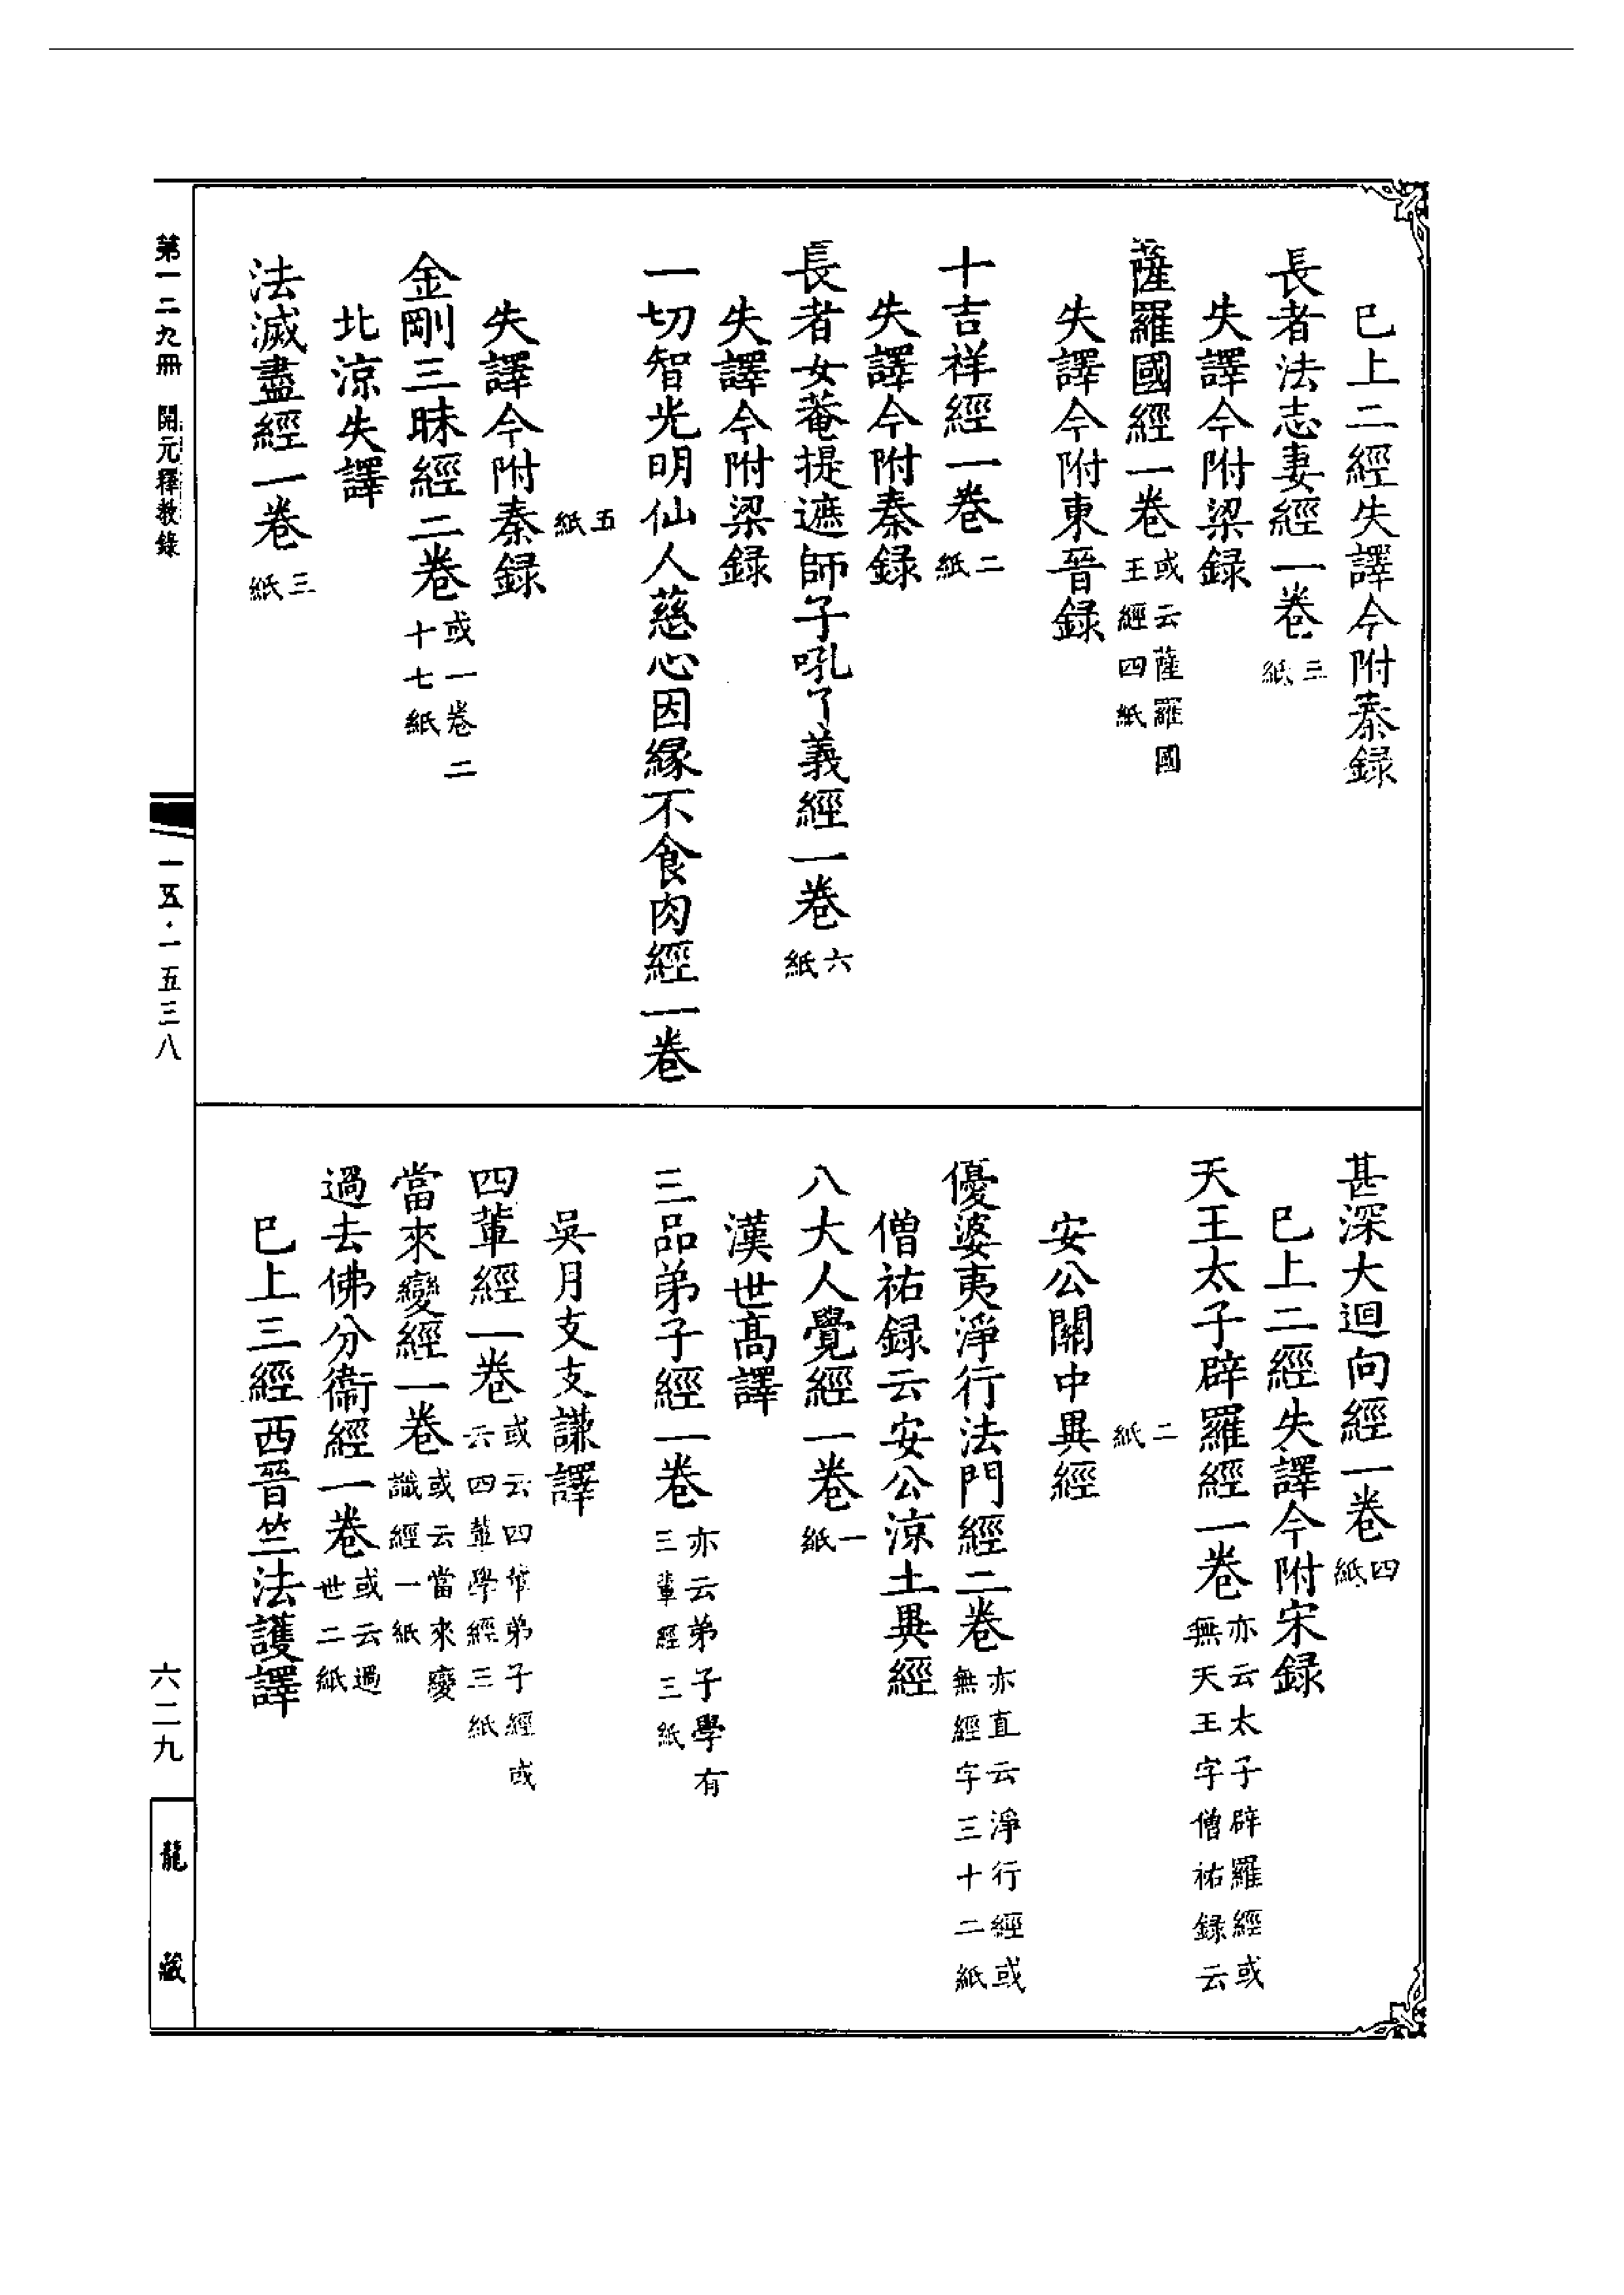 巳上二經失譯今附秦録
長者法志妻經一卷三紙
失譯今附梁録
薩羅國經一卷或云薩羅國王經四紙
失譯今附東晉録
十吉祥經一卷二紙
失譯今附秦録
長者女菴提遮師子吼了義經一卷六紙
失譯今附梁録
一切智光明仙人慈心因緣不食肉經一卷
五紙
失譯今附秦録
金剛三昧經二卷或一卷二十七紙
北涼失譯
法滅盡經一卷三紙
甚深大迴向經一卷四紙
巳上二經失譯今附宋録
天王太子辟羅經一卷亦云太子辟羅經或無天王字僧祐録云
二紙
安公關中異經
優婆夷淨行法門經二卷亦直云淨行經或無經字三十二紙
僧祐録云安公涼土異經
八大人覺經一卷一紙
漢世高譯
三品弟子經一卷亦云弟子學有三輩經三紙
吳月支支謙譯
四輩經一卷或云四輩弟子經或云四輩學經三紙
當來變經一卷或云當來變讖經一紙
過去佛分衞經一卷或云過世二紙
巳上三經西晉竺法護譯
第一二九冊 開元釋教錄
一五·一五三八
六二九
龍藏